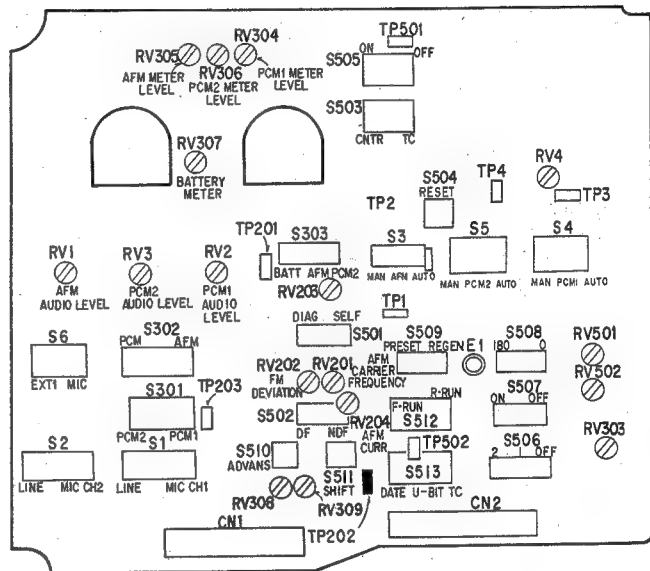 TP501
RV304
RV305
RV306
ON OFF
S505
AFM METER LEVEL
PCM2 METER LEVEL
PCM1 METER LEVEL
S503
CNTR TC
RV307
BATTERY METER
S504
RESET
TP4
RV4
TP3
TP2
TP201
S303
BATT AFM PCM2
S3
MAN AFM AUTO
S5
MAN PCM2 AUTO
S4
MAN PCM1 AUTO
RV1
AFM
AUDIO LEVEL
RV3
PCM2
AUDIO LEVEL
RV2
PCM1
AUDIO
LEVEL
RV203
TP1
DIAG SELF
S501
S6
EXT1 MIC
S302
PCM AFM
S509
PRESET REGEN
E1
S508
180 0
RV501
RV502
RV202
FM
DEVIATION
RV201
AFM
CARRIER
FREQUENCY
S301
PCM2 PCM1
TP203
S502
DF NDF
RV204
AFM
CURR
R-RUN
F-RUN
S512
S507
ON OFF
RV303
S2
LINE MIC CH2
S1
LINE MIC CH1
S510
ADVANS
S511
SHIFT
TP502
S513
DATE U-BIT TC
S506
2 1 OFF
RV308
RV309
TP202
CN1
CN2